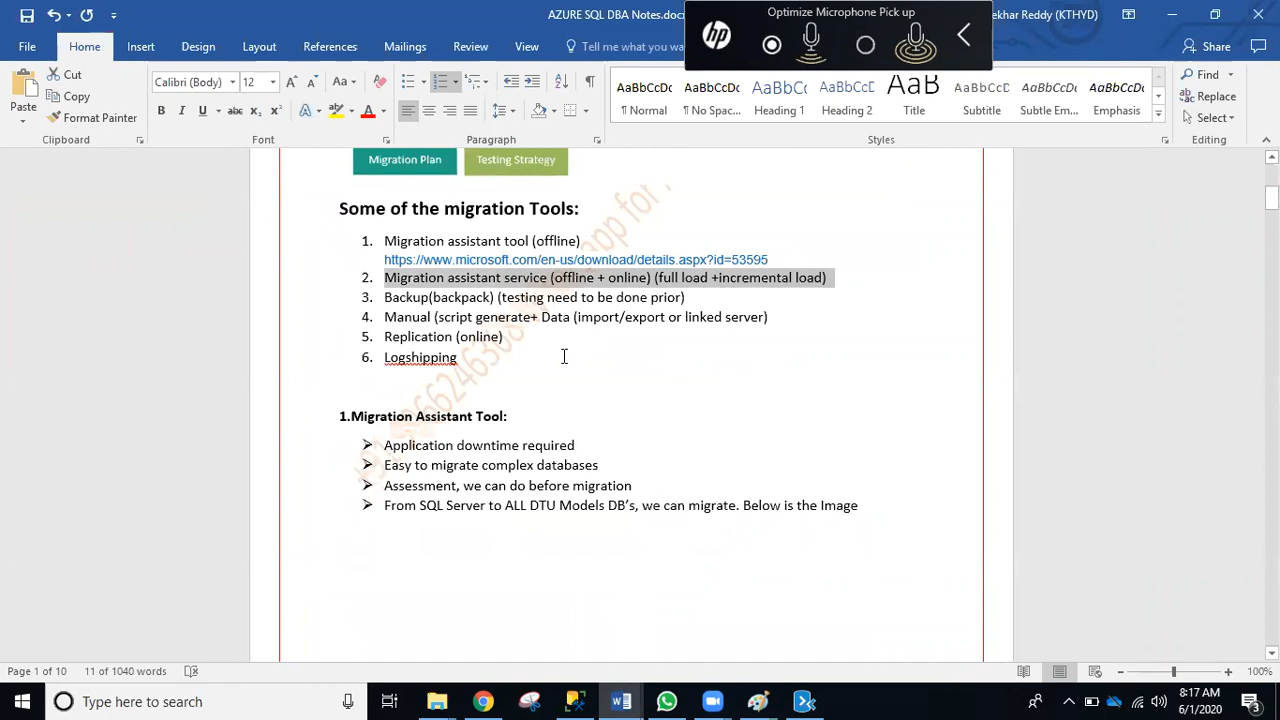 AZURE SQL DBA Notes.doc
Optimize Microphone Pick up
ekhar Reddy (KTHYD)
File
Home
Insert
Design
Layout
References
Mailings
Review
View
Help
Tell me what
Share
Paste
Cut
Copy
Format Painter
Clipboard
Calibri (Body)
12
Font
Paragraph
AaBbCcDc AaBbCcDc AaBbCc AaBbCcD AaB AaBbCcD AaBbCcDc AaBbCcDc
¶ Normal ¶ No Spac... Heading 1 Heading 2 Title Subtitle Subtle Em... Emphasis
Styles
Find
Replace
Select
Editing
Migration Plan
Testing Strategy
Some of the migration Tools:
1. Migration assistant tool (offline)
https://www.microsoft.com/en-us/download/details.aspx?id=53595
2. Migration assistant service (offline + online) (full load +incremental load)
3. Backup(backpack) (testing need to be done prior)
4. Manual (script generate+ Data (import/export or linked server)
5. Replication (online)
6. Logshipping
1.Migration Assistant Tool:
Application downtime required
Easy to migrate complex databases
Assessment, we can do before migration
From SQL Server to ALL DTU Models DB's, we can migrate. Below is the Image
Page 1 of 10
11 of 1040 words
100%
Type here to search
8:17 AM
6/1/2020